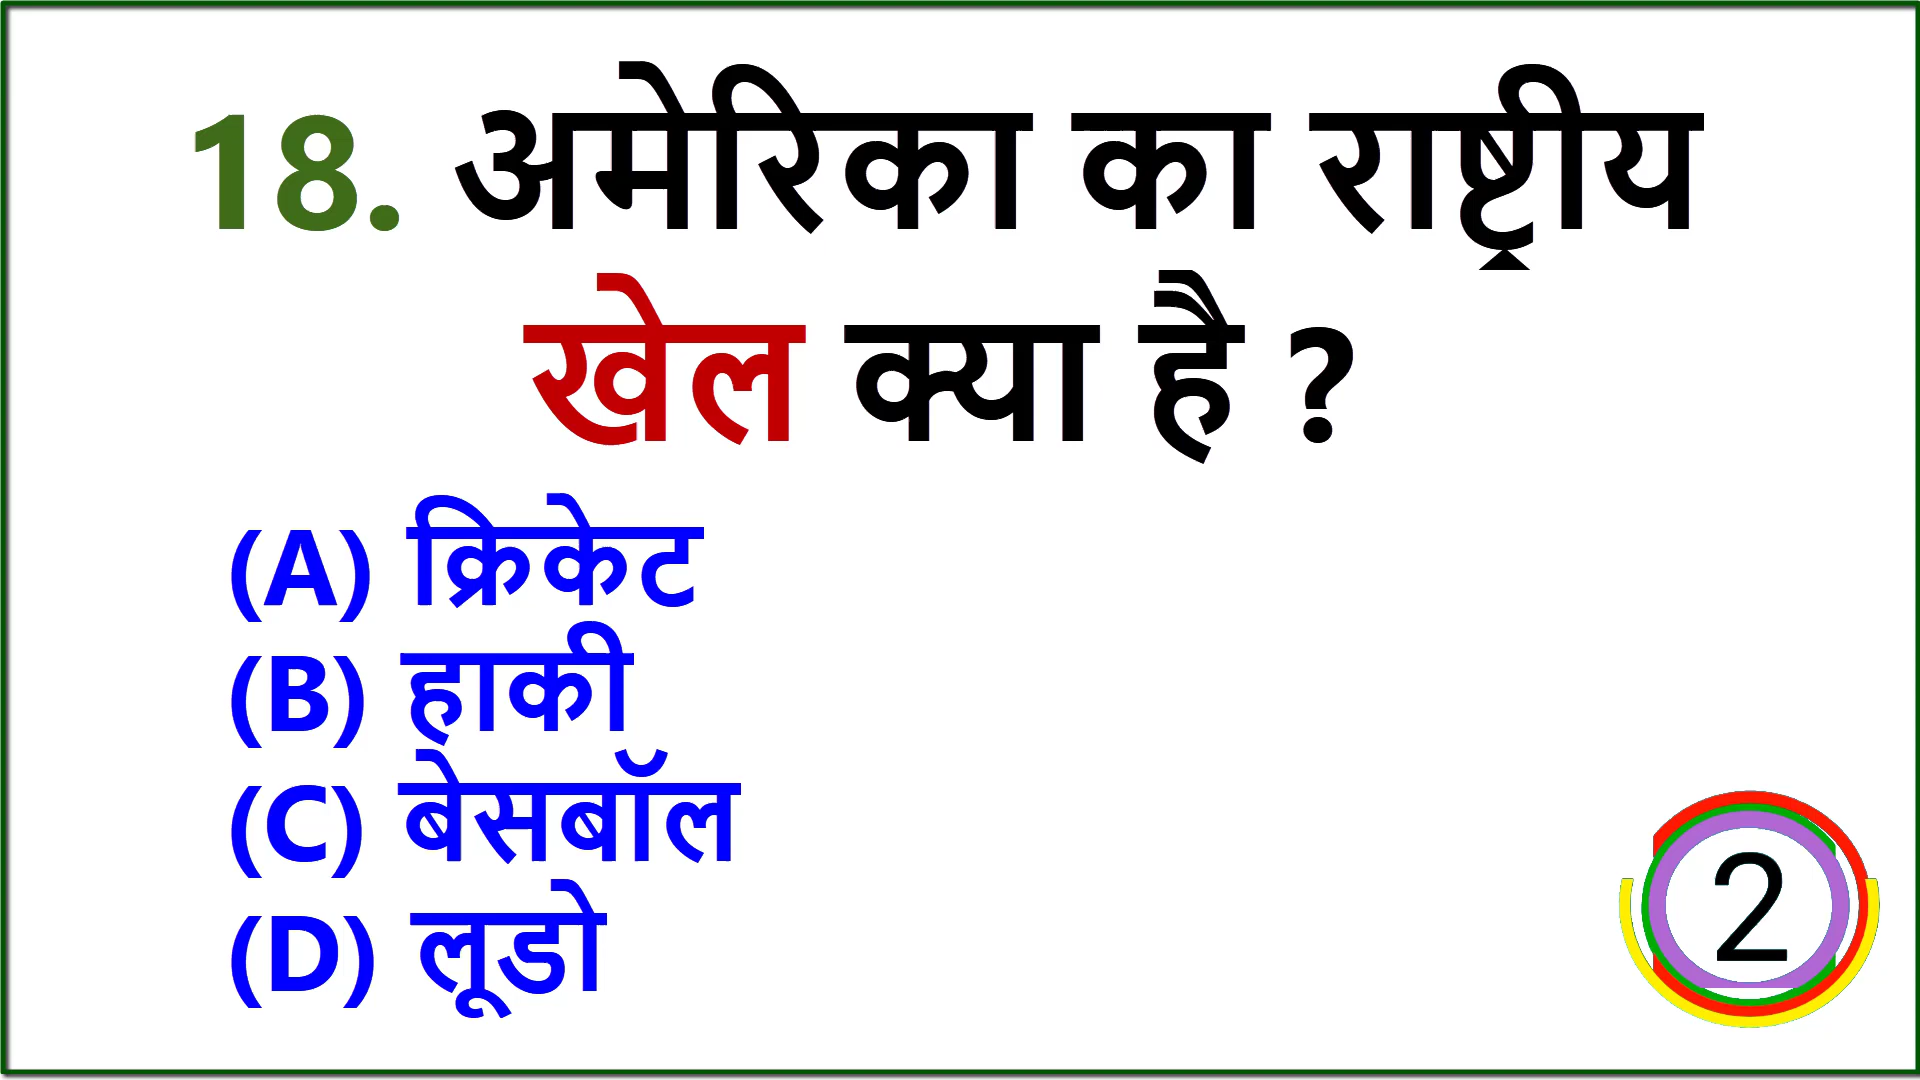 18. अमेरिका का राष्ट्रीय
खेल क्या है ?
(A) क्रिकेट
(B) हाकी
(C) बेसबॉल
(D) लूडो
2